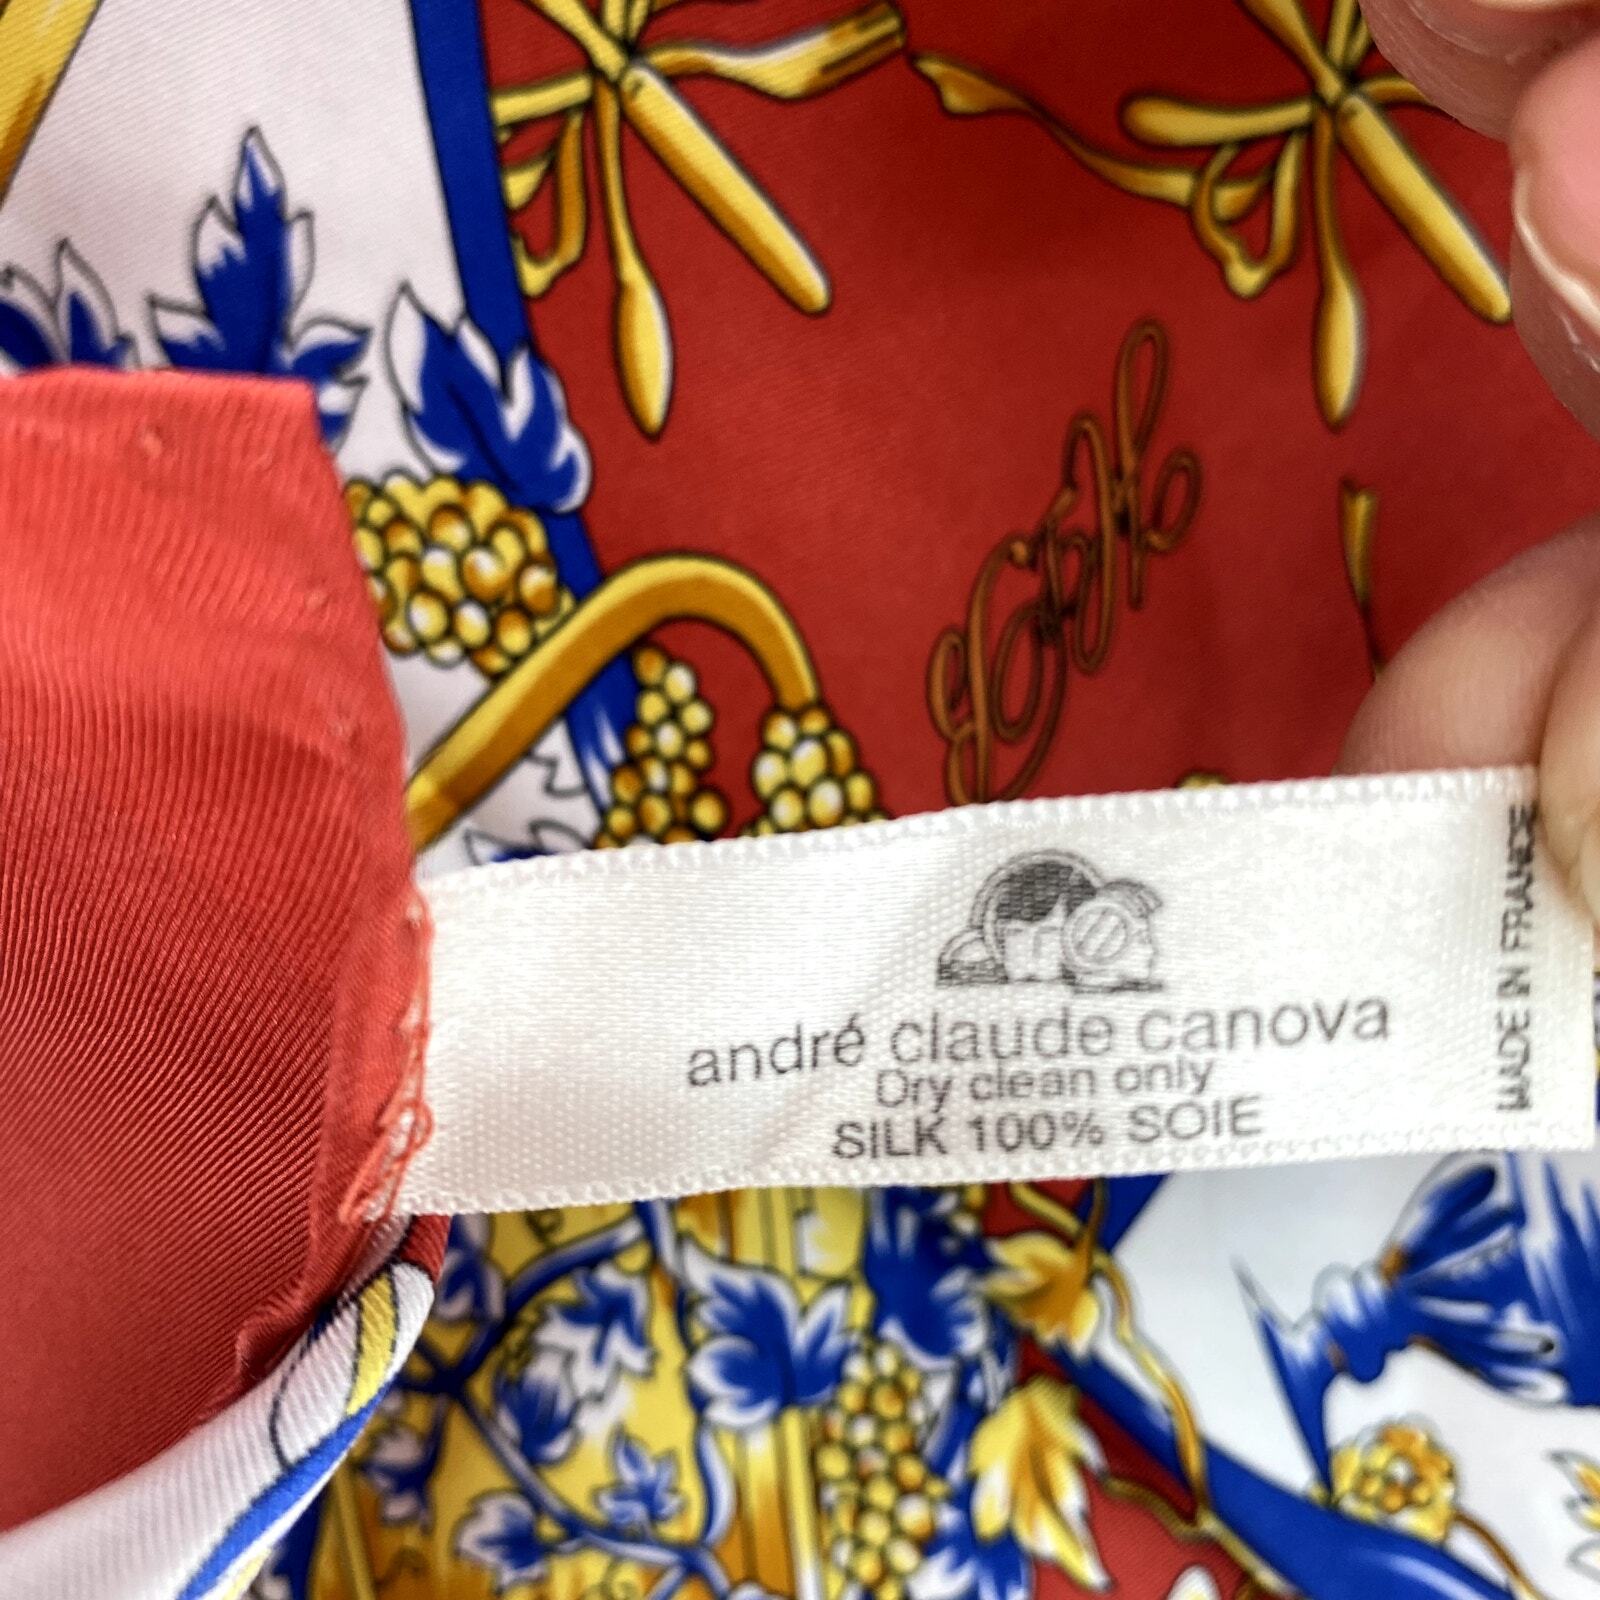 andré claude canova
Dry clean only
SILK 100% SOIE
MADE IN FRANCE